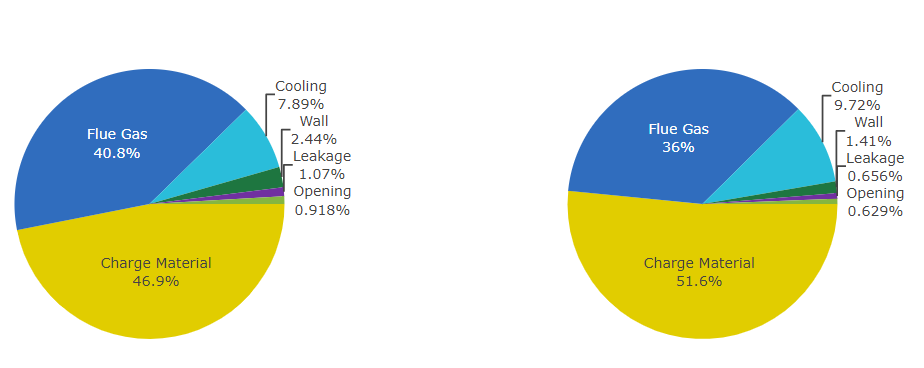 Cooling
7.89%
Wall
2.44%
Leakage
1.07%
Opening
0.918%
Flue Gas
40.8%
Charge Material
46.9%
Cooling
9.72%
Wall
1.41%
Leakage
0.656%
Opening
0.629%
Flue Gas
36%
Charge Material
51.6%